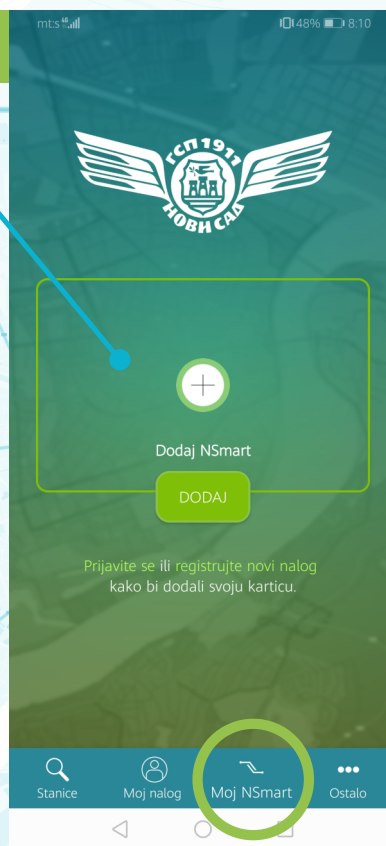 mt:s 4G 48% 8:10
ГСП 1911
НОВИ САД
Dodaj NSmart
DODAJ
Prijavite se ili registrujte novi nalog
kako bi dodali svoju karticu.
Stanice Moj nalog Moj NSmart Ostalo